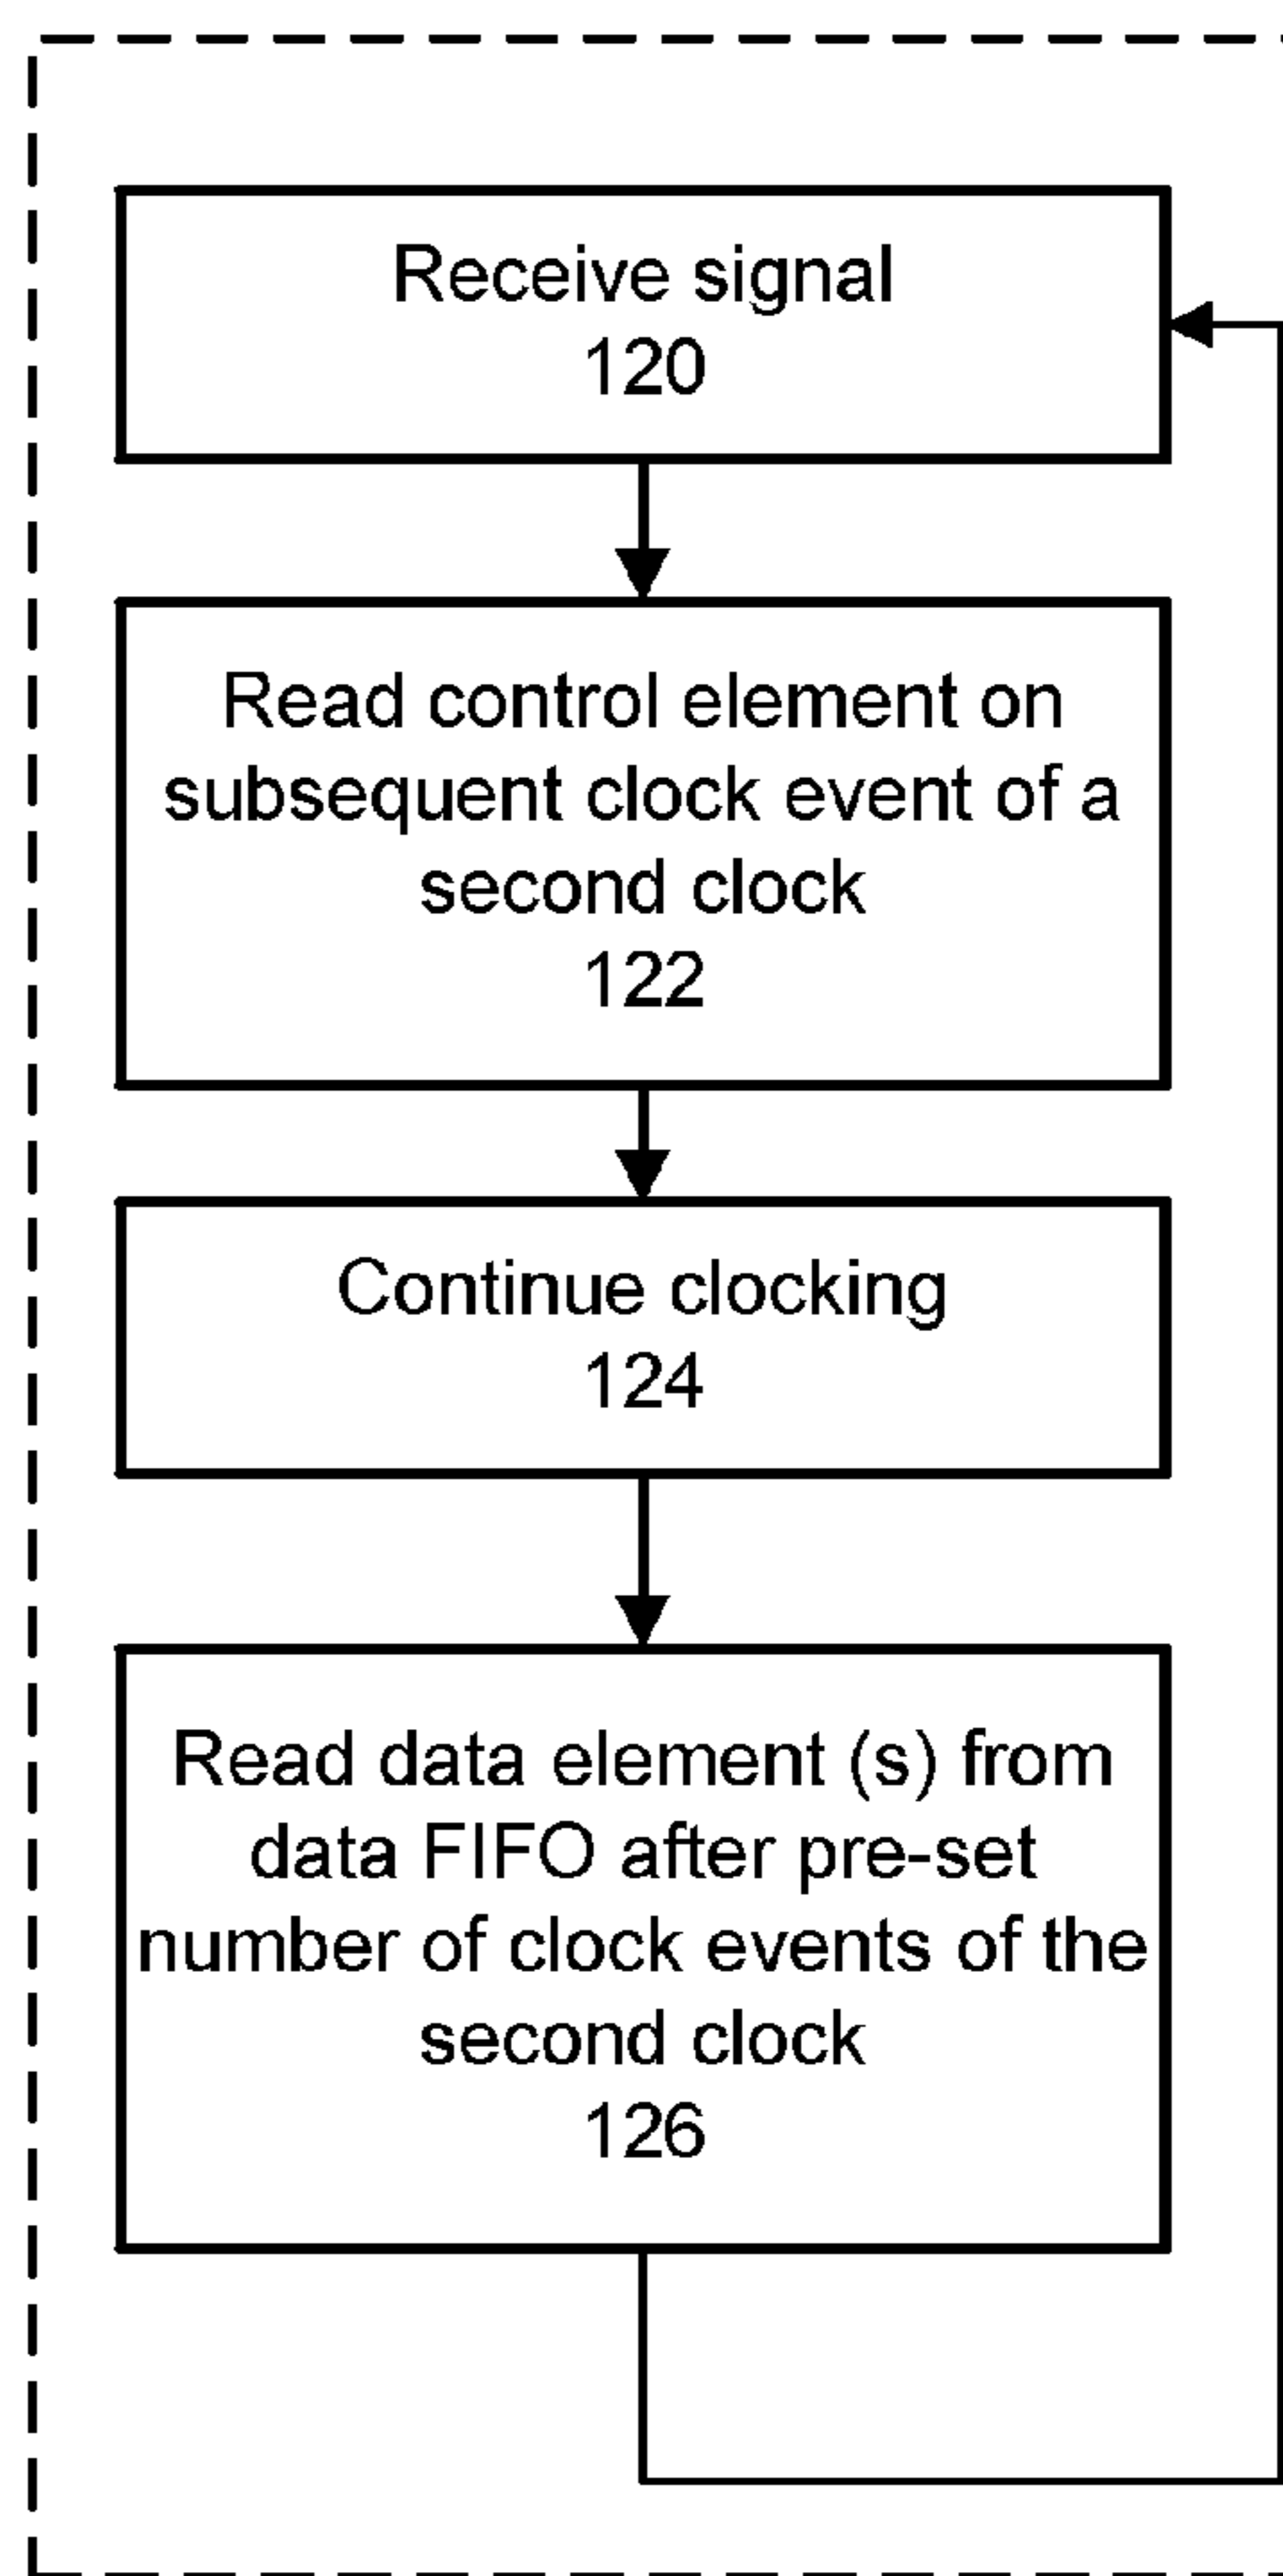 Receive signal
120
Read control element on
subsequent clock event of a
second clock
122
Continue clocking
124
Read data element (s) from
data FIFO after pre-set
number of clock events of the
second clock
126